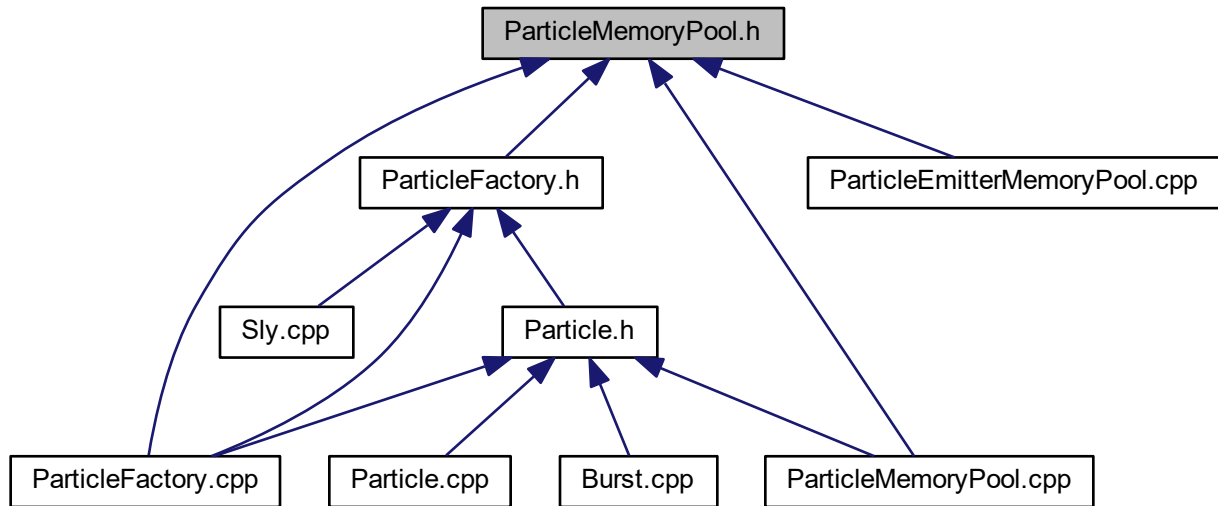 ParticleMemoryPool.h
ParticleFactory.h
ParticleEmitterMemoryPool.cpp
Sly.cpp
Particle.h
ParticleFactory.cpp
Particle.cpp
Burst.cpp
ParticleMemoryPool.cpp